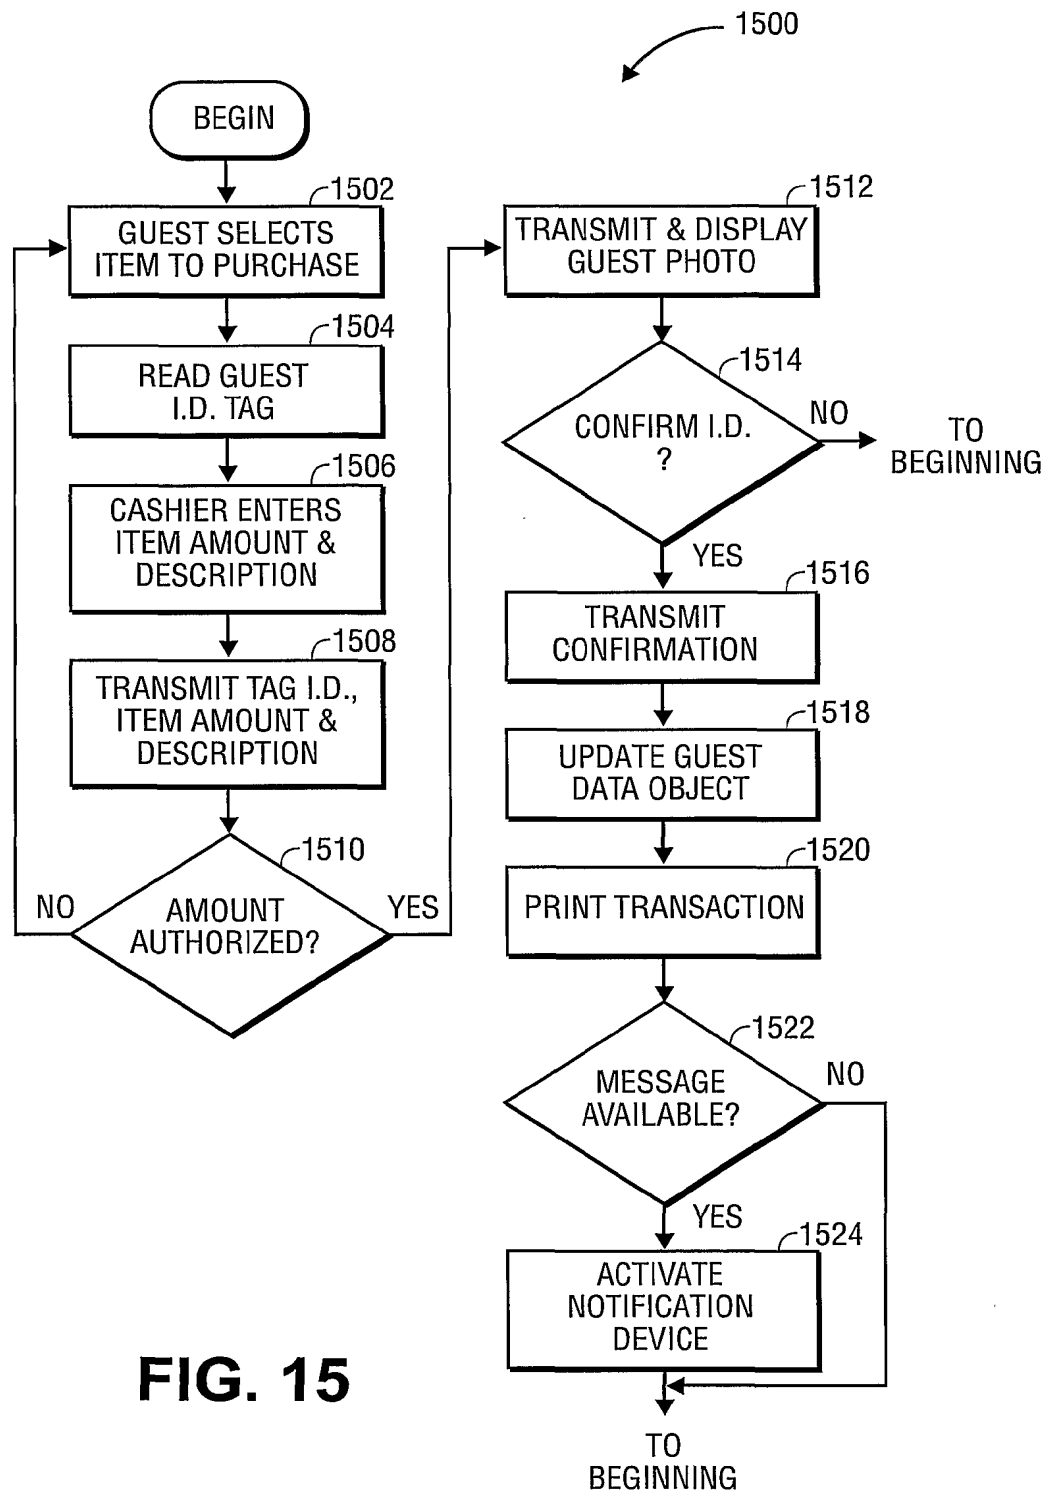 1500
BEGIN
1502
GUEST SELECTS
ITEM TO PURCHASE
1504
READ GUEST
I.D. TAG
1506
CASHIER ENTERS
ITEM AMOUNT &
DESCRIPTION
1508
TRANSMIT TAG I.D.,
ITEM AMOUNT &
DESCRIPTION
1510
AMOUNT
AUTHORIZED?
NO
YES
1512
TRANSMIT & DISPLAY
GUEST PHOTO
1514
CONFIRM I.D.
?
NO
TO
BEGINNING
YES
1516
TRANSMIT
CONFIRMATION
1518
UPDATE GUEST
DATA OBJECT
1520
PRINT TRANSACTION
1522
MESSAGE
AVAILABLE?
NO
YES
1524
ACTIVATE
NOTIFICATION
DEVICE
TO
BEGINNING
FIG. 15